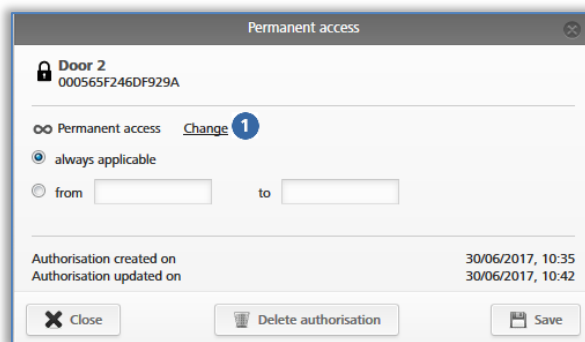 Permanent access
Door 2
000565F246DF929A
Permanent access Change 1
always applicable
from to
Authorisation created on 30/06/2017, 10:35
Authorisation updated on 30/06/2017, 10:42
Close Delete authorisation Save